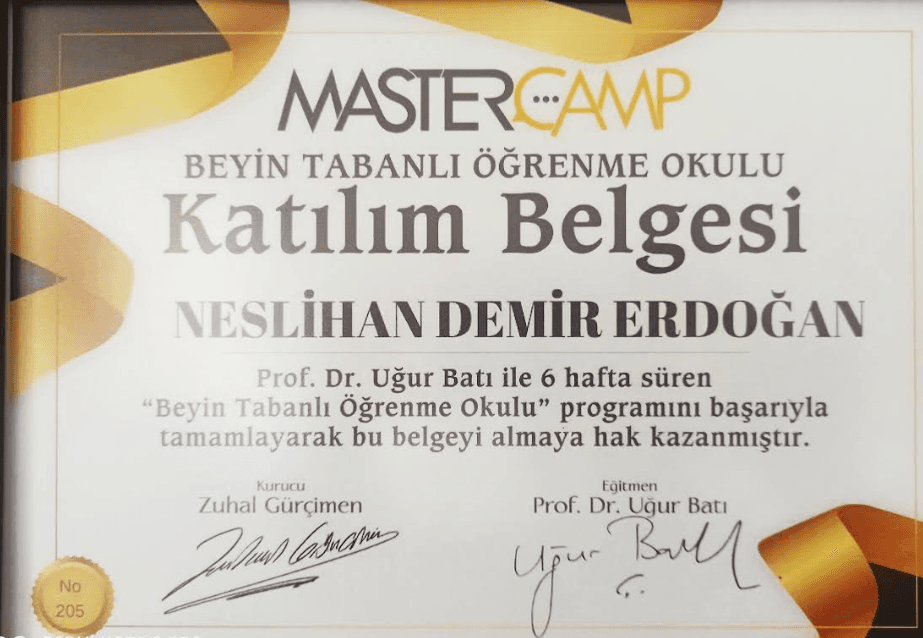 MASTERCAMP
BEYİN TABANLI ÖĞRENME OKULU
Katılım Belgesi
NESLİHAN DEMİR ERDOĞAN
Prof. Dr. Uğur Batı ile 6 hafta süren
“Beyin Tabanlı Öğrenme Okulu” programını başarıyla
tamamlayarak bu belgeyi almaya hak kazanmıştır.
Kurucu
Zuhal Gürçimen
Eğitmen
Prof. Dr. Uğur Batı
Uğur Batı
No
205